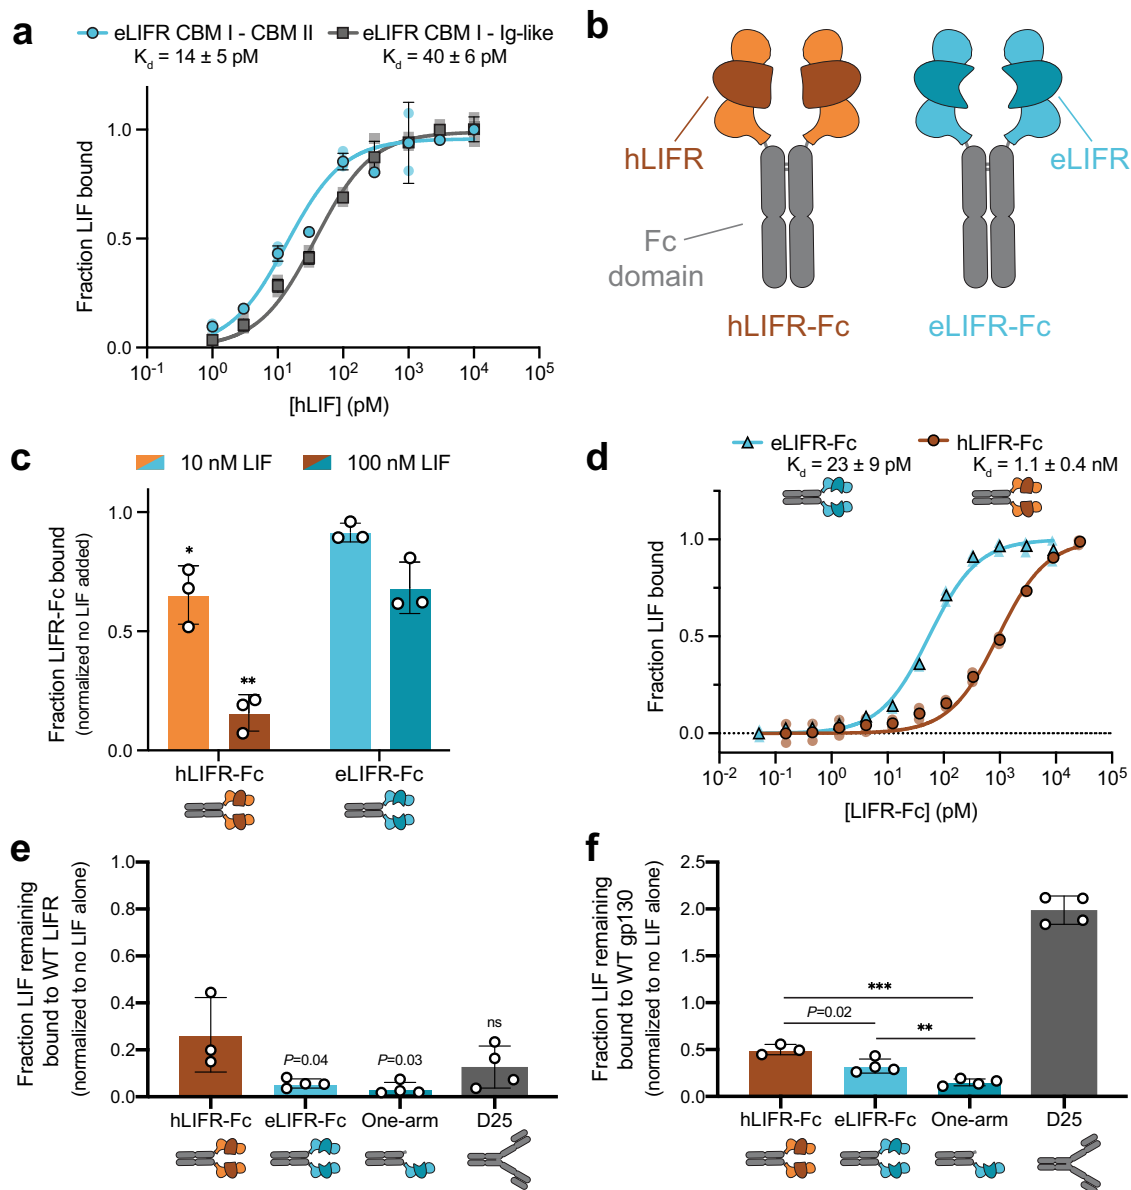 a
eLIFR CBM I - CBM II
K_d = 14 ± 5 pM
eLIFR CBM I - Ig-like
K_d = 40 ± 6 pM
Fraction LIF bound
1.0
0.5
0.0
10⁻¹ 10⁰ 10¹ 10² 10³ 10⁴ 10⁵
[hLIF] (pM)
b
hLIFR
eLIFR
Fc
domain
hLIFR-Fc
eLIFR-Fc
c
10 nM LIF
100 nM LIF
Fraction LIFR-Fc bound
(normalized no LIF added)
1.0
0.5
0.0
*
**
hLIFR-Fc
eLIFR-Fc
d
eLIFR-Fc
K_d = 23 ± 9 pM
hLIFR-Fc
K_d = 1.1 ± 0.4 nM
Fraction LIF bound
1.0
0.5
0.0
10⁻² 10⁻¹ 10⁰ 10¹ 10² 10³ 10⁴ 10⁵
[LIFR-Fc] (pM)
e
Fraction LIF remaining
bound to WT LIFR
(normalized to no LIF alone)
1.0
0.8
0.6
0.4
0.2
0.0
P=0.04
P=0.03
ns
hLIFR-Fc
eLIFR-Fc
One-arm
D25
f
Fraction LIF remaining
bound to WT gp130
(normalized to no LIF alone)
2.5
2.0
1.5
1.0
0.5
0.0
***
P=0.02
**
hLIFR-Fc
eLIFR-Fc
One-arm
D25